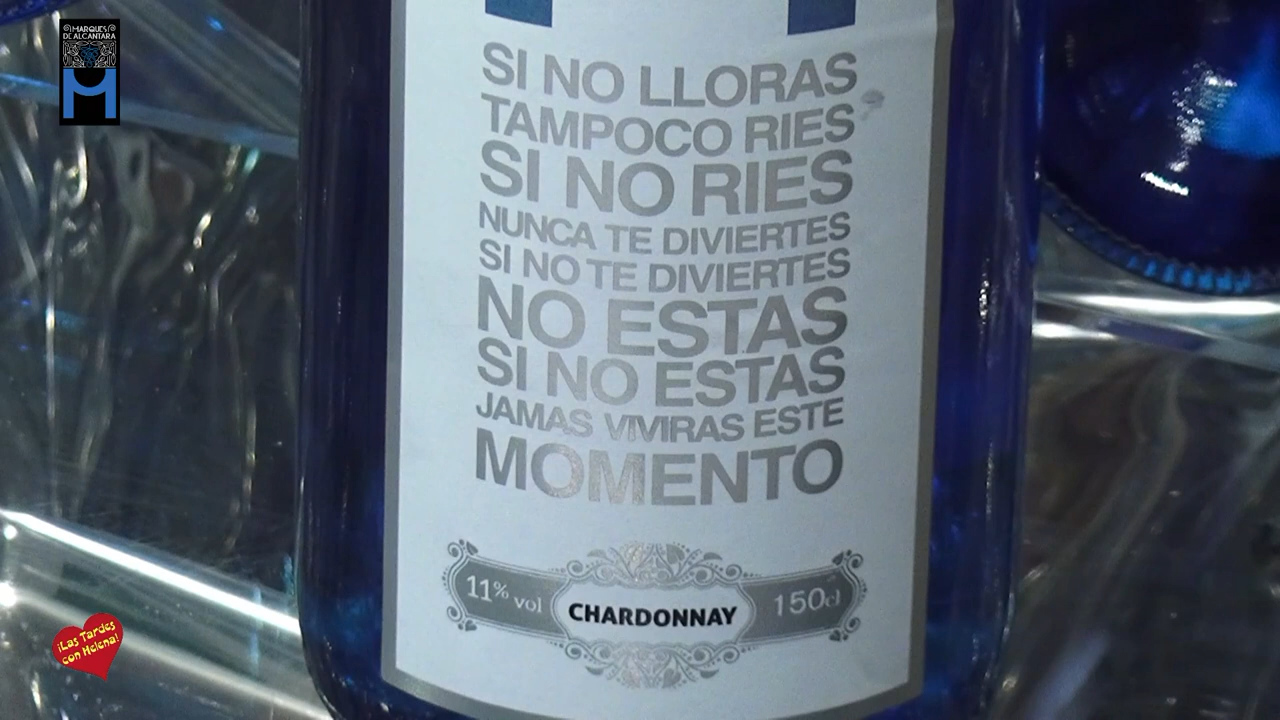 MARQUES
DE ALCANTARA
SI NO LLORAS
TAMPOCO RIES
SI NO RIES
NUNCA TE DIVIERTES
SI NO TE DIVIERTES
NO ESTAS
SI NO ESTAS
JAMAS VIVIRAS ESTE
MOMENTO
11% vol
CHARDONNAY
150cl
¡Las Tardes
con Helena!